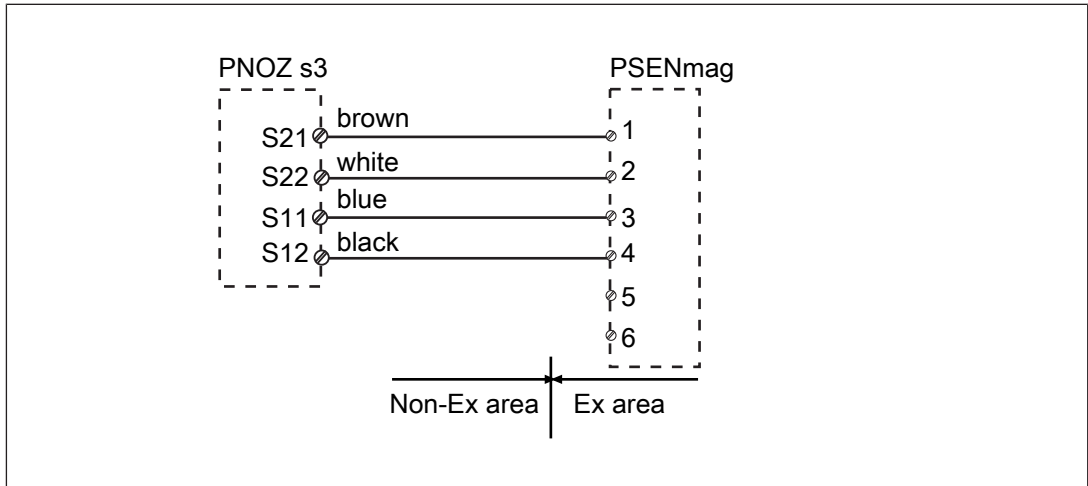 PNOZ s3 PSENmag
S21 brown 1
S22 white 2
S11 blue 3
S12 black 4
5
6
Non-Ex area Ex area